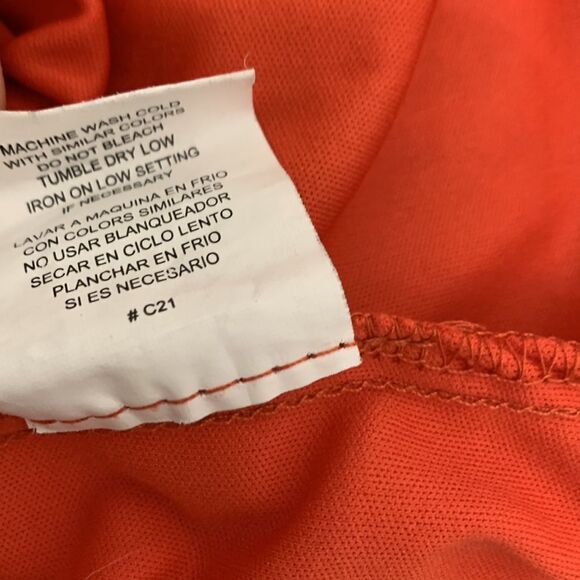 MACHINE WASH COLD
WITH SIMILAR COLORS
DO NOT BLEACH
TUMBLE DRY LOW
IRON ON LOW SETTING
IF NECESSARY
LAVAR A MAQUINA EN FRIO
CON COLORS SIMILARES
NO USAR BLANQUEADOR
SECAR EN CICLO LENTO
PLANCHAR EN FRIO
SI ES NECESARIO
# C21